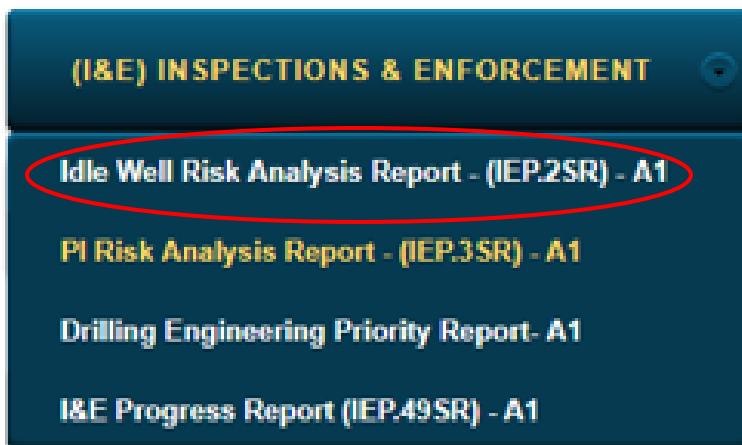 (I&E) INSPECTIONS & ENFORCEMENT
Idle Well Risk Analysis Report - (IEP.2SR) - A1
PI Risk Analysis Report - (IEP.3SR) - A1
Drilling Engineering Priority Report- A1
I&E Progress Report (IEP.49SR) - A1